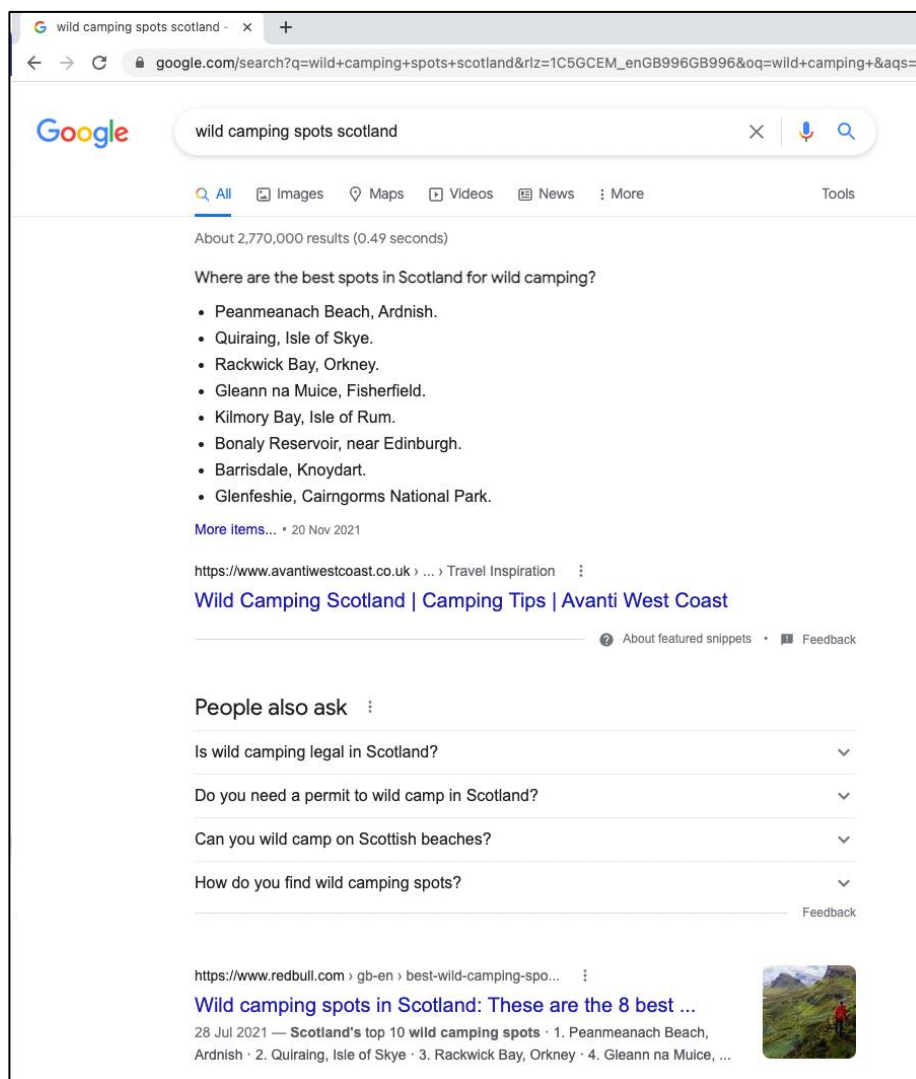 wild camping spots scotland -
google.com/search?q=wild+camping+spots+scotland&rlz=1C5GCEM_enGB996GB996&oq=wild+camping+&aqs=
Google
wild camping spots scotland
All Images Maps Videos News More Tools
About 2,770,000 results (0.49 seconds)
Where are the best spots in Scotland for wild camping?
• Peanmeanach Beach, Ardnish.
• Quiraing, Isle of Skye.
• Rackwick Bay, Orkney.
• Gleann na Muice, Fisherfield.
• Kilmory Bay, Isle of Rum.
• Bonaly Reservoir, near Edinburgh.
• Barrisdale, Knoydart.
• Glenfeshie, Cairngorms National Park.
More items... • 20 Nov 2021
https://www.avantiwestcoast.co.uk › ... › Travel Inspiration
Wild Camping Scotland | Camping Tips | Avanti West Coast
About featured snippets • Feedback
People also ask
Is wild camping legal in Scotland?
Do you need a permit to wild camp in Scotland?
Can you wild camp on Scottish beaches?
How do you find wild camping spots?
Feedback
https://www.redbull.com › gb-en › best-wild-camping-spo...
Wild camping spots in Scotland: These are the 8 best ...
28 Jul 2021 — Scotland's top 10 wild camping spots · 1. Peanmeanach Beach,
Ardnish · 2. Quiraing, Isle of Skye · 3. Rackwick Bay, Orkney · 4. Gleann na Muice, ...